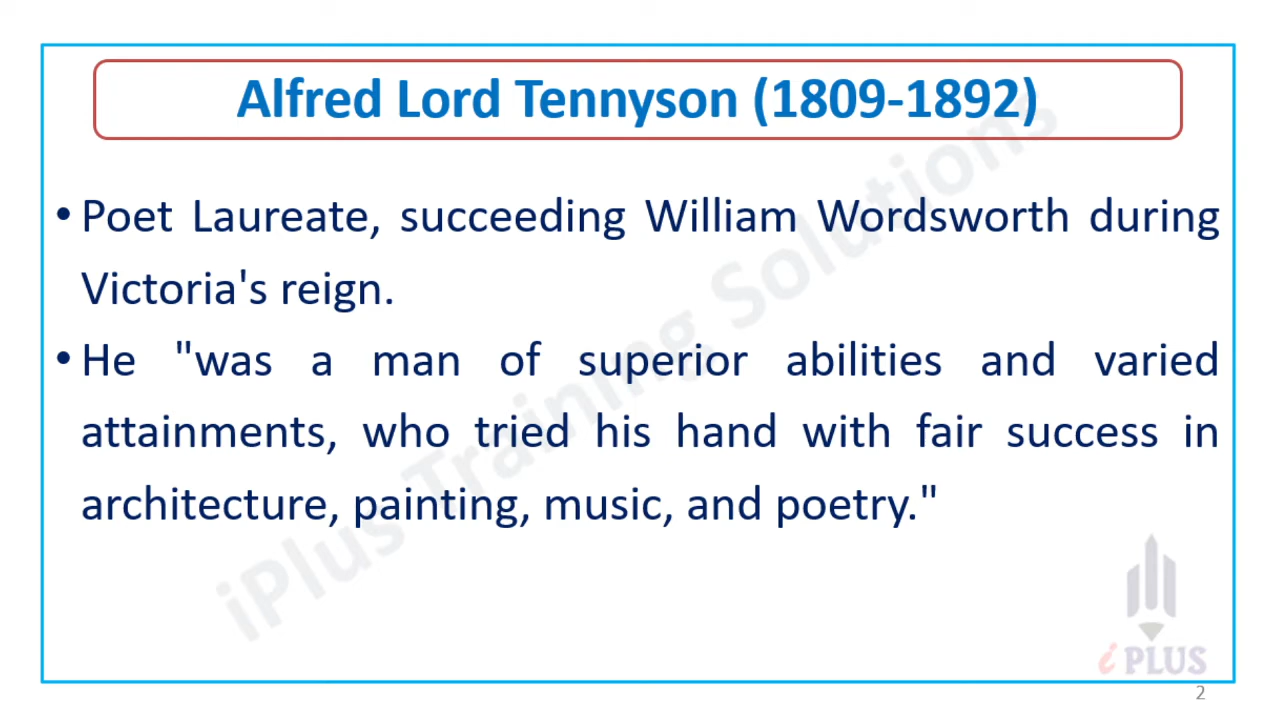 Alfred Lord Tennyson (1809-1892)
• Poet Laureate, succeeding William Wordsworth during
Victoria's reign.
• He "was a man of superior abilities and varied
attainments, who tried his hand with fair success in
architecture, painting, music, and poetry."
iPlus Training Solutions
i PLUS
2